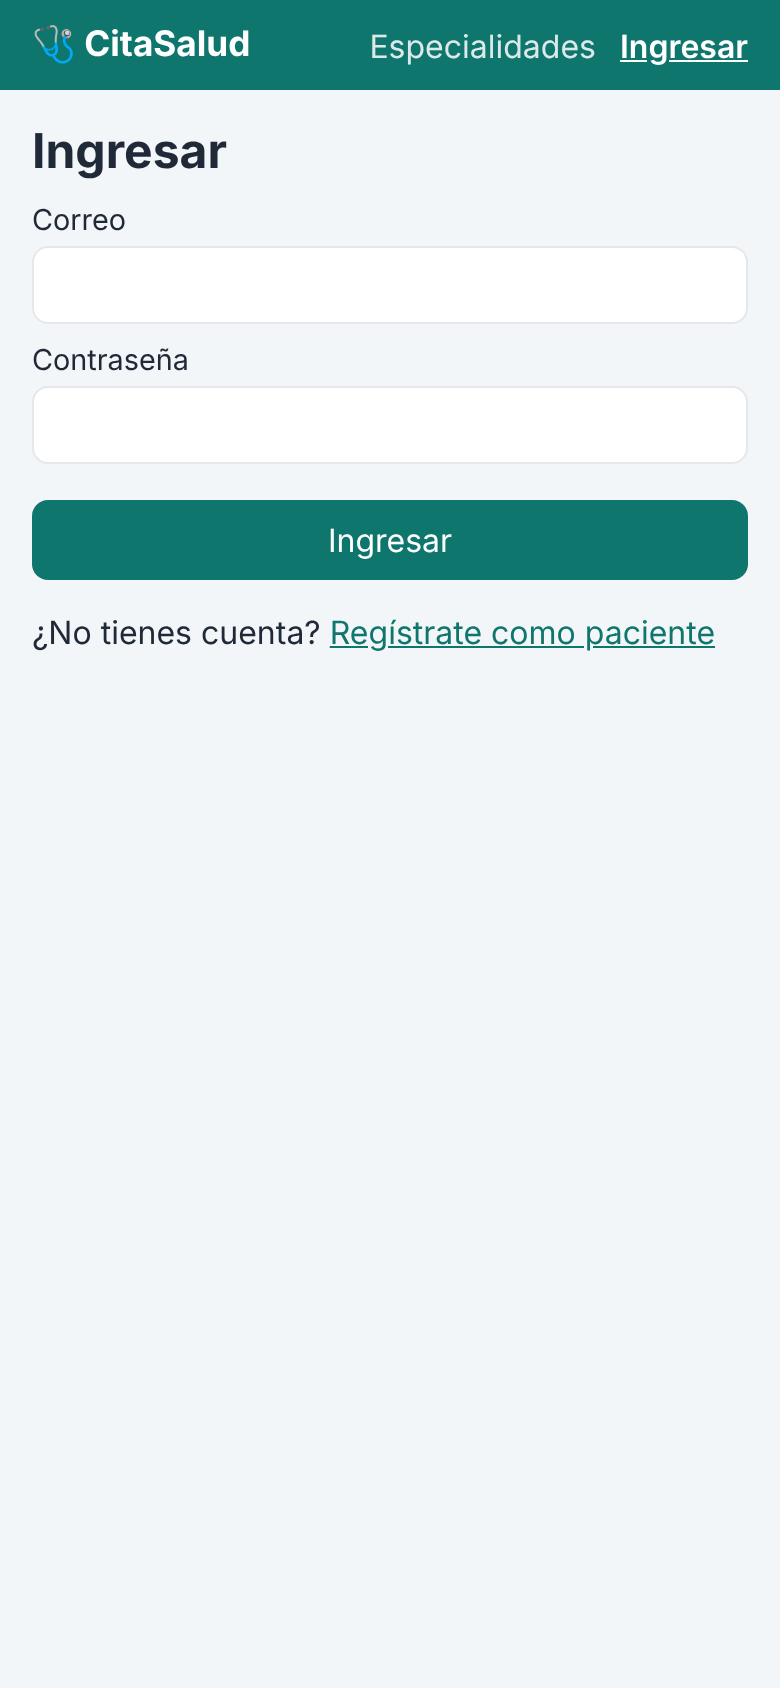 CitaSalud
Especialidades Ingresar
Ingresar
Correo
Contraseña
Ingresar
¿No tienes cuenta? Regístrate como paciente